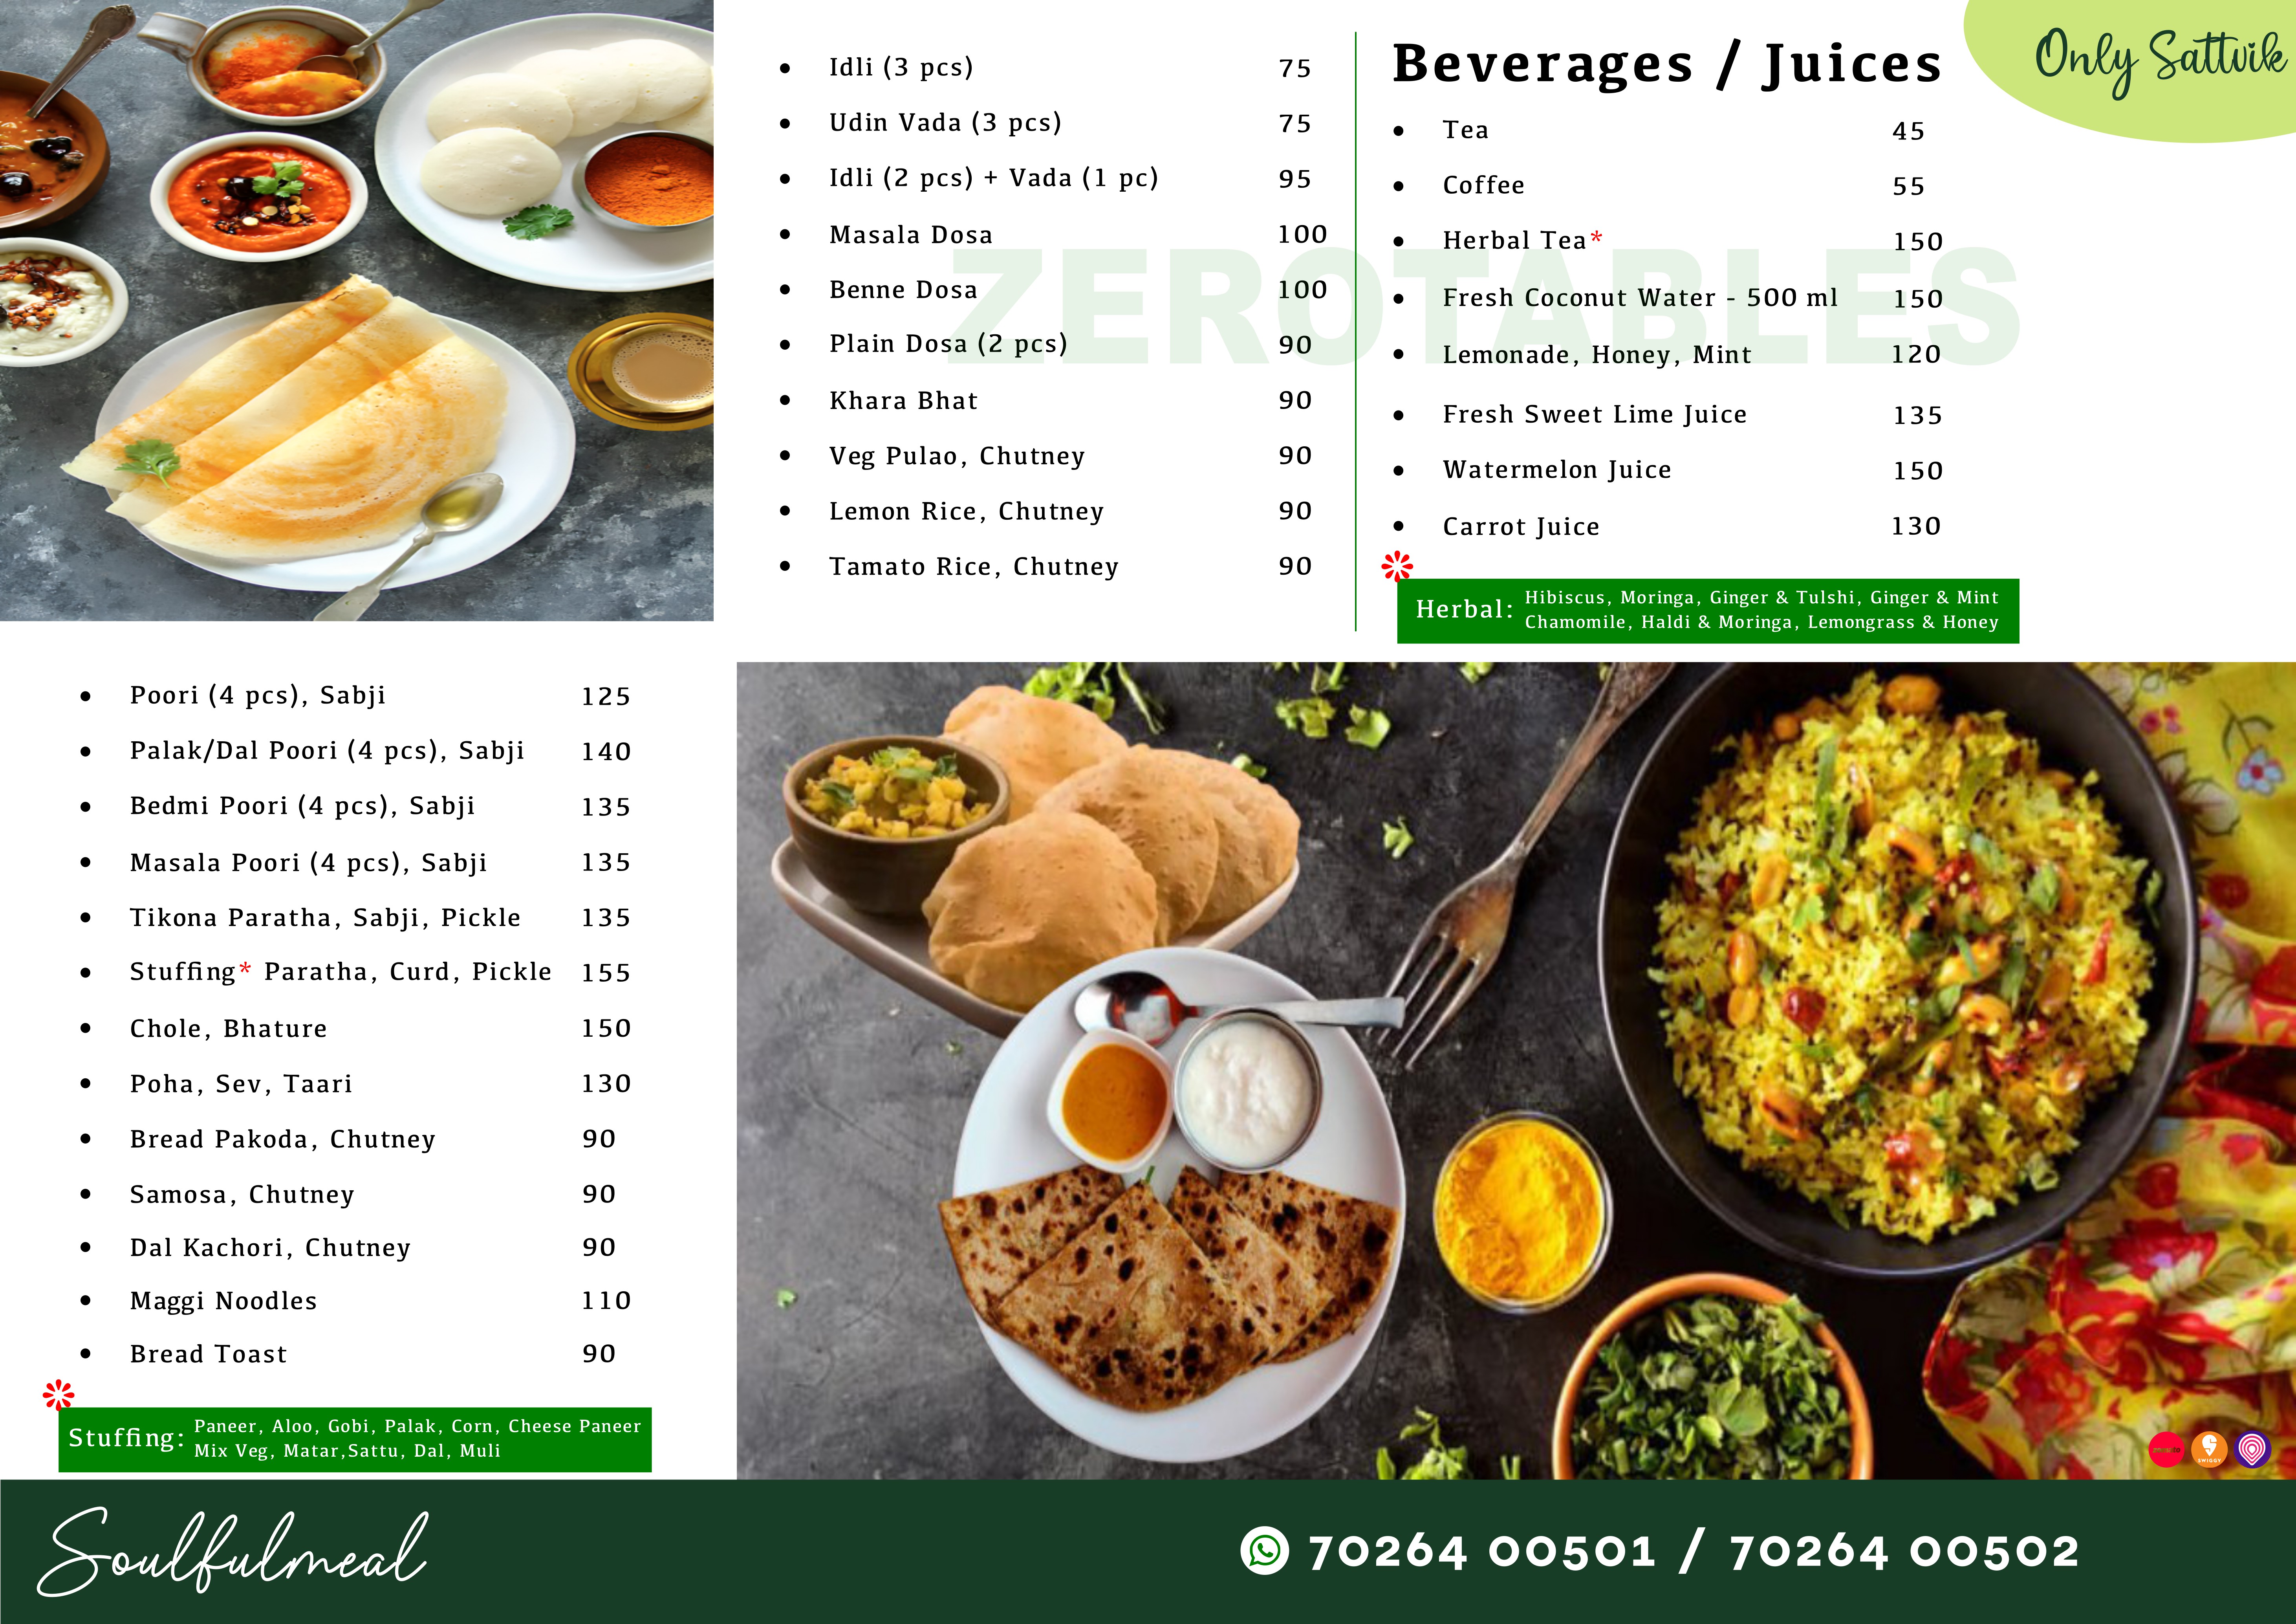 Only Sattvik
Idli (3 pcs) 75
Udin Vada (3 pcs) 75
Idli (2 pcs) + Vada (1 pc) 95
Masala Dosa 100
Benne Dosa 100
Plain Dosa (2 pcs) 90
Khara Bhat 90
Veg Pulao, Chutney 90
Lemon Rice, Chutney 90
Tamato Rice, Chutney 90
Beverages / Juices
Tea 45
Coffee 55
Herbal Tea* 150
Fresh Coconut Water - 500 ml 150
Lemonade, Honey, Mint 120
Fresh Sweet Lime Juice 135
Watermelon Juice 150
Carrot Juice 130
ZEROTABLES
Herbal: Hibiscus, Moringa, Ginger & Tulshi, Ginger & Mint
Chamomile, Haldi & Moringa, Lemongrass & Honey
Poori (4 pcs), Sabji 125
Palak/Dal Poori (4 pcs), Sabji 140
Bedmi Poori (4 pcs), Sabji 135
Masala Poori (4 pcs), Sabji 135
Tikona Paratha, Sabji, Pickle 135
Stuffing* Paratha, Curd, Pickle 155
Chole, Bhature 150
Poha, Sev, Taari 130
Bread Pakoda, Chutney 90
Samosa, Chutney 90
Dal Kachori, Chutney 90
Maggi Noodles 110
Bread Toast 90
Stuffing: Paneer, Aloo, Gobi, Palak, Corn, Cheese Paneer
Mix Veg, Matar,Sattu, Dal, Muli
SWIGGY
Soulfulmeal
70264 00501 / 70264 00502